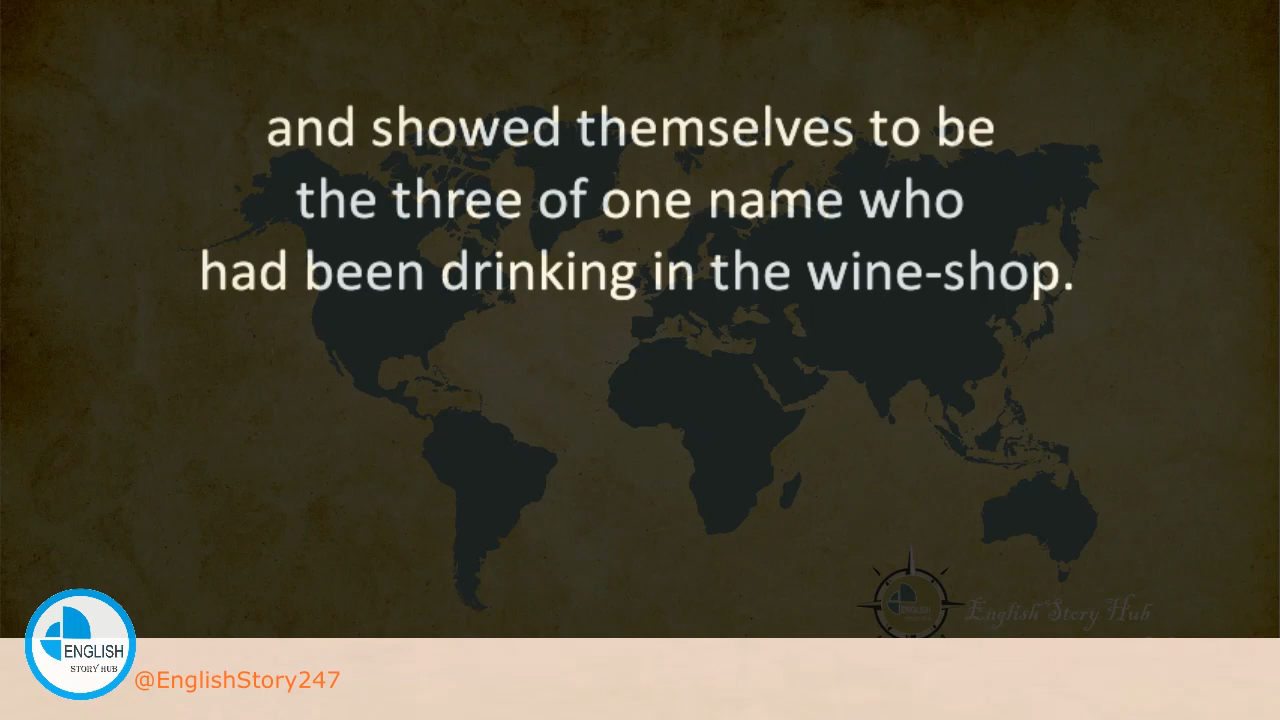 and showed themselves to be
the three of one name who
had been drinking in the wine-shop.
English Story Hub
ENGLISH
STORY HUB
@EnglishStory247